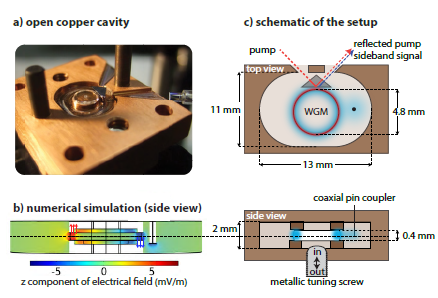 a) open copper cavity
c) schematic of the setup
pump
reflected pump
sideband signal
top view
WGM
11 mm
4.8 mm
13 mm
b) numerical simulation (side view)
-5 0 5
z component of electrical field (mV/m)
coaxial pin coupler
side view
2 mm
0.4 mm
in
out
metallic tuning screw